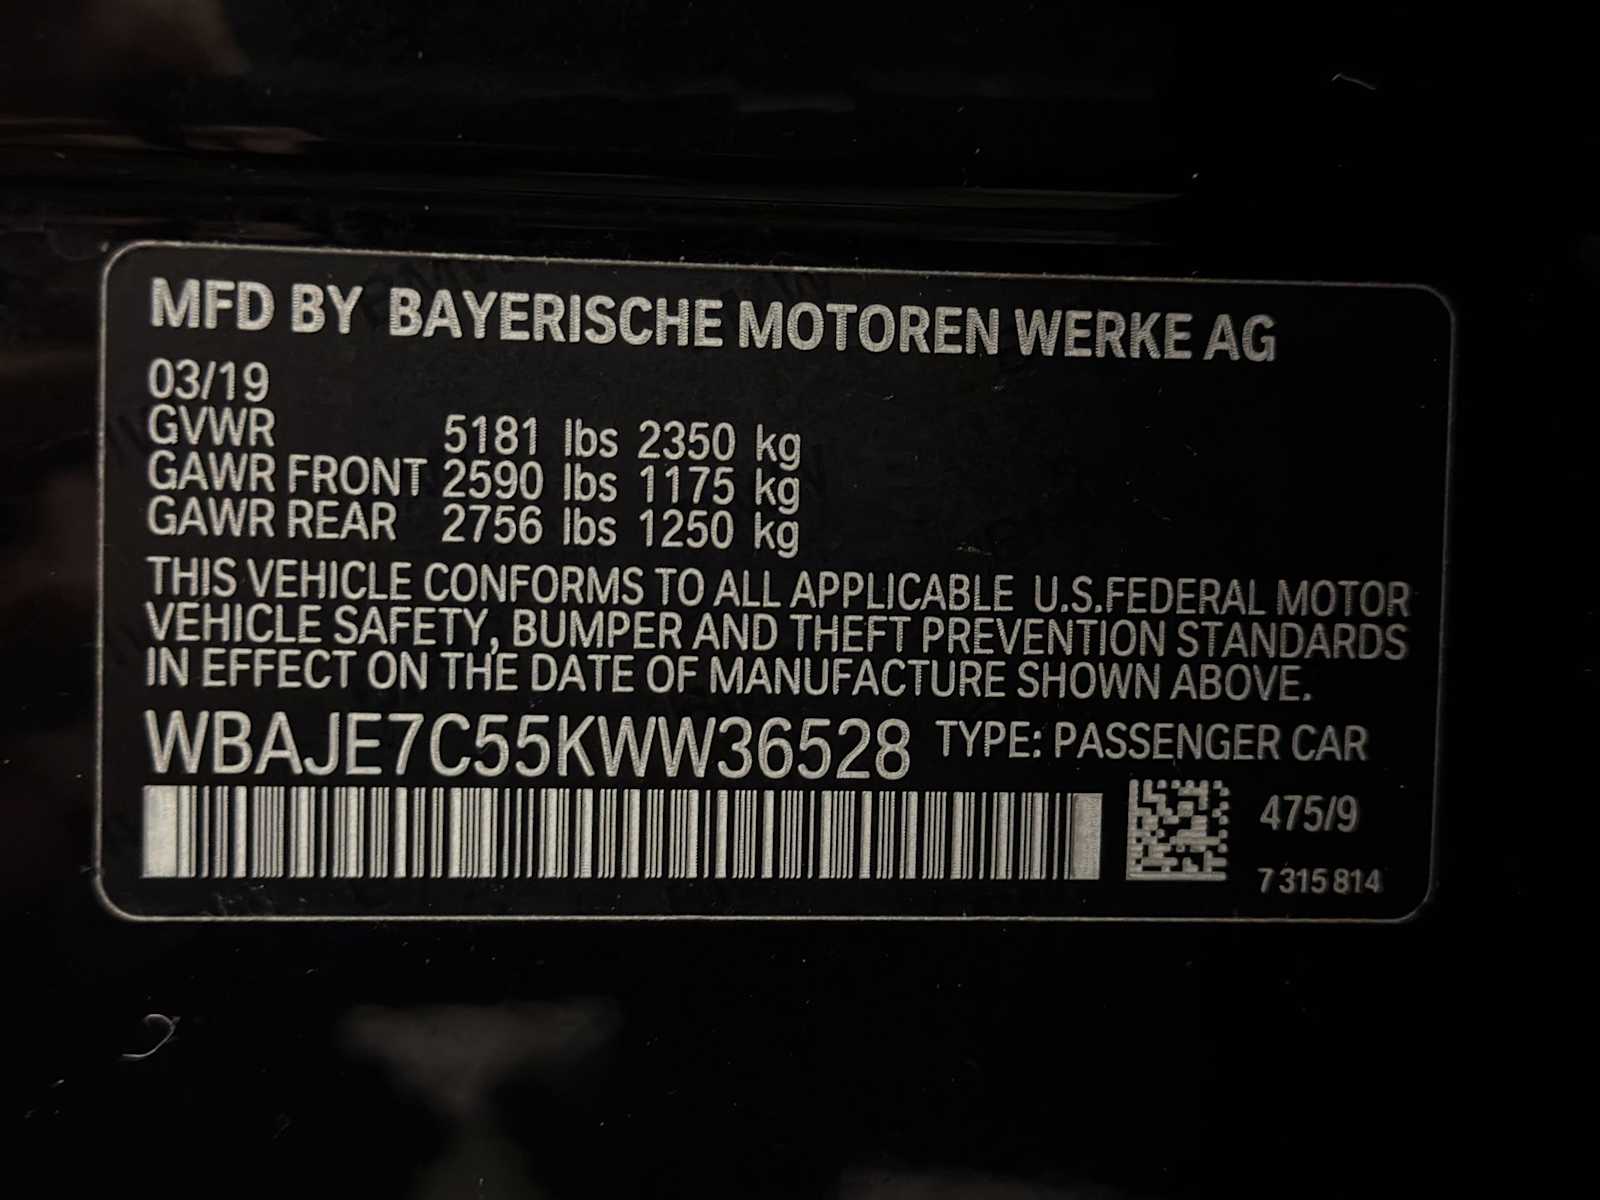 MFD BY BAYERISCHE MOTOREN WERKE AG
03/19
GVWR 5181 lbs 2350 kg
GAWR FRONT 2590 lbs 1175 kg
GAWR REAR 2756 lbs 1250 kg
THIS VEHICLE CONFORMS TO ALL APPLICABLE U.S.FEDERAL MOTOR
VEHICLE SAFETY, BUMPER AND THEFT PREVENTION STANDARDS
IN EFFECT ON THE DATE OF MANUFACTURE SHOWN ABOVE.
WBAJE7C55KWW36528 TYPE: PASSENGER CAR
475/9
7 315 814